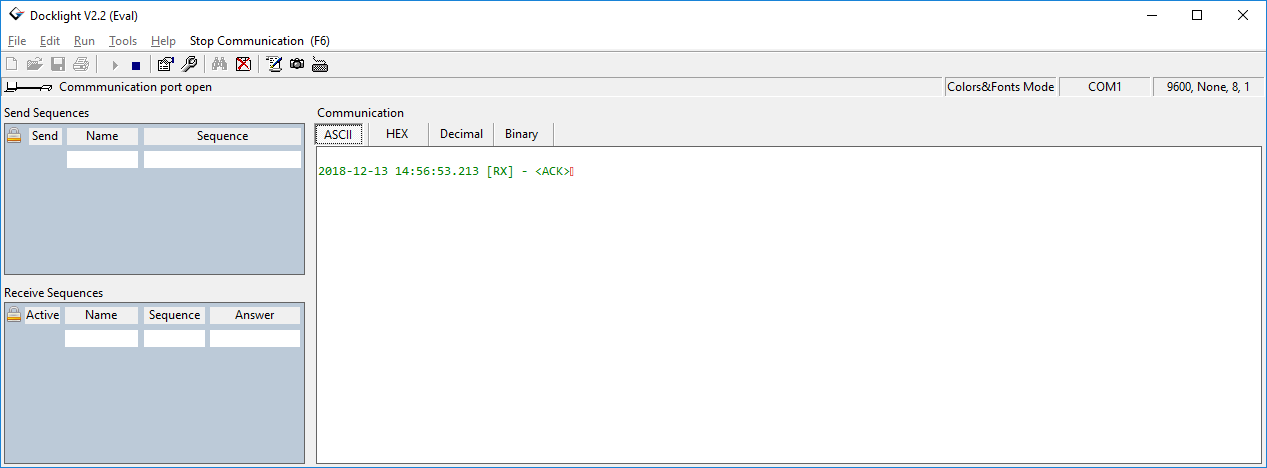 Docklight V2.2 (Eval)
File Edit Run Tools Help Stop Communication (F6)
Commmunication port open Colors&Fonts Mode COM1 9600, None, 8, 1
Send Sequences
Send Name Sequence
Receive Sequences
Active Name Sequence Answer
Communication
ASCII HEX Decimal Binary
2018-12-13 14:56:53.213 [RX] - <ACK>